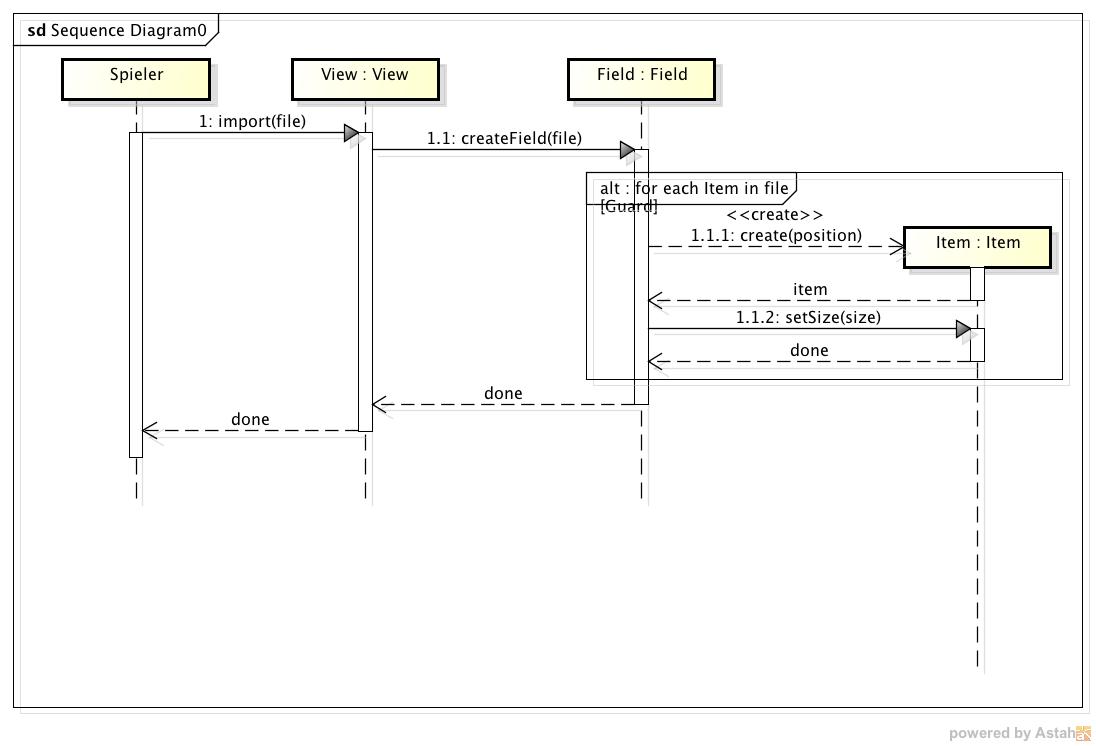 sd Sequence Diagram0
Spieler
View : View
Field : Field
1: import(file)
1.1: createField(file)
alt : for each Item in file
[Guard]
<<create>>
1.1.1: create(position)
Item : Item
item
1.1.2: setSize(size)
done
done
done
powered by Astah